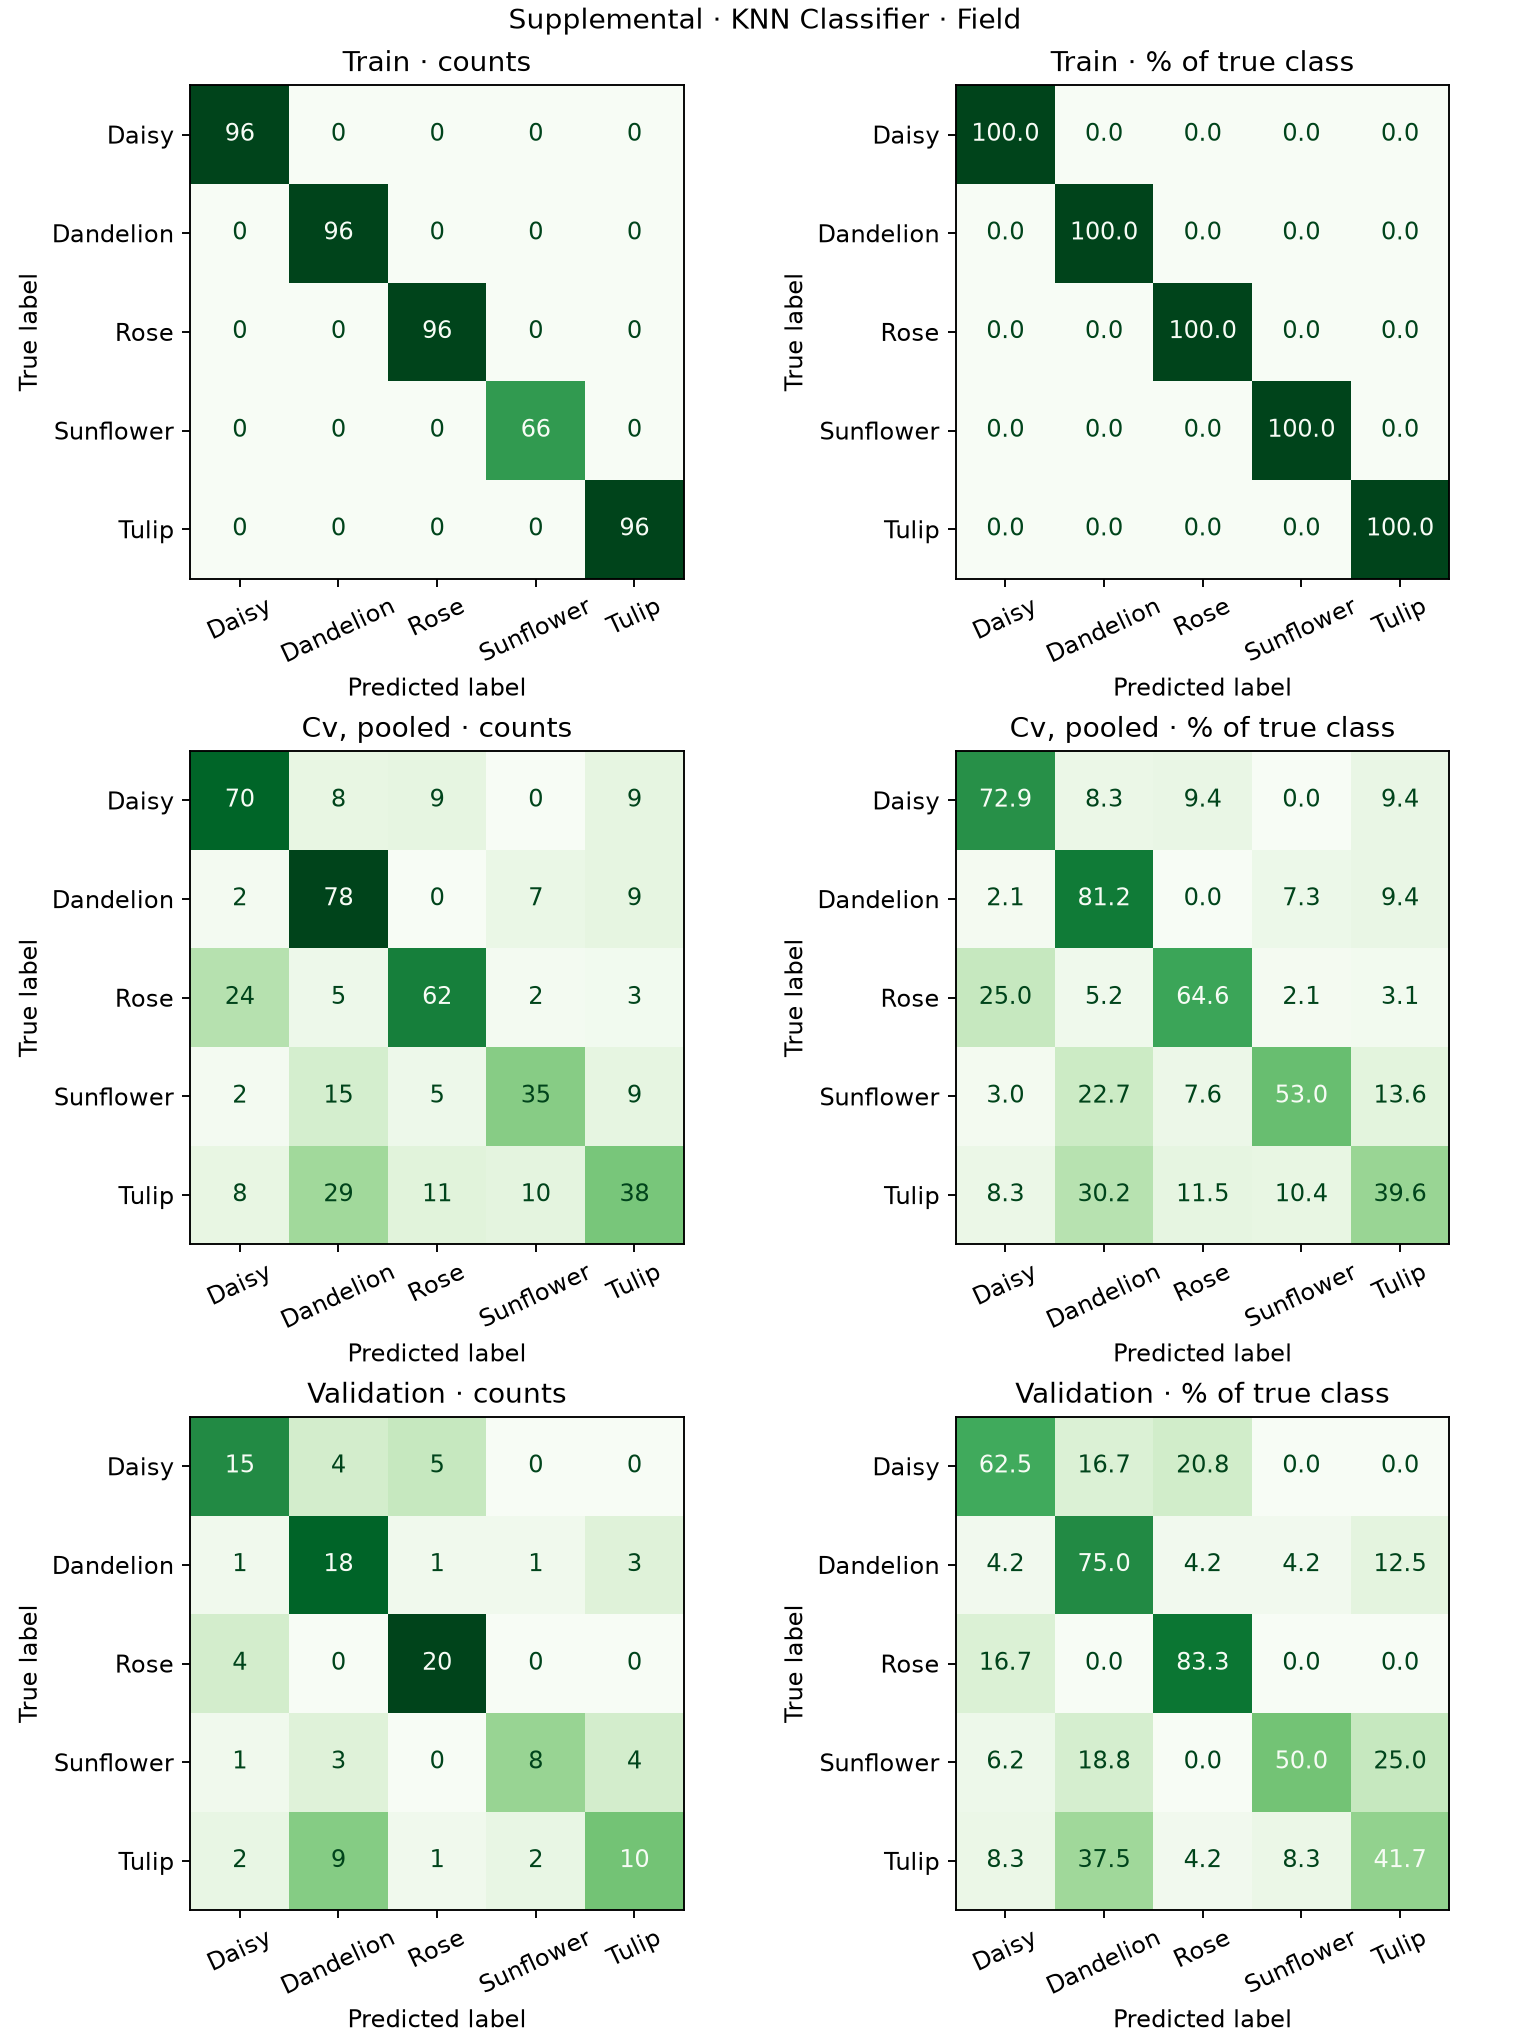 Supplemental · KNN Classifier · Field
Train · counts
True label
Daisy 96 0 0 0 0
Dandelion 0 96 0 0 0
Rose 0 0 96 0 0
Sunflower 0 0 0 66 0
Tulip 0 0 0 0 96
Daisy Dandelion Rose Sunflower Tulip
Predicted label
Train · % of true class
True label
Daisy 100.0 0.0 0.0 0.0 0.0
Dandelion 0.0 100.0 0.0 0.0 0.0
Rose 0.0 0.0 100.0 0.0 0.0
Sunflower 0.0 0.0 0.0 100.0 0.0
Tulip 0.0 0.0 0.0 0.0 100.0
Daisy Dandelion Rose Sunflower Tulip
Predicted label
Cv, pooled · counts
True label
Daisy 70 8 9 0 9
Dandelion 2 78 0 7 9
Rose 24 5 62 2 3
Sunflower 2 15 5 35 9
Tulip 8 29 11 10 38
Daisy Dandelion Rose Sunflower Tulip
Predicted label
Cv, pooled · % of true class
True label
Daisy 72.9 8.3 9.4 0.0 9.4
Dandelion 2.1 81.2 0.0 7.3 9.4
Rose 25.0 5.2 64.6 2.1 3.1
Sunflower 3.0 22.7 7.6 53.0 13.6
Tulip 8.3 30.2 11.5 10.4 39.6
Daisy Dandelion Rose Sunflower Tulip
Predicted label
Validation · counts
True label
Daisy 15 4 5 0 0
Dandelion 1 18 1 1 3
Rose 4 0 20 0 0
Sunflower 1 3 0 8 4
Tulip 2 9 1 2 10
Daisy Dandelion Rose Sunflower Tulip
Predicted label
Validation · % of true class
True label
Daisy 62.5 16.7 20.8 0.0 0.0
Dandelion 4.2 75.0 4.2 4.2 12.5
Rose 16.7 0.0 83.3 0.0 0.0
Sunflower 6.2 18.8 0.0 50.0 25.0
Tulip 8.3 37.5 4.2 8.3 41.7
Daisy Dandelion Rose Sunflower Tulip
Predicted label